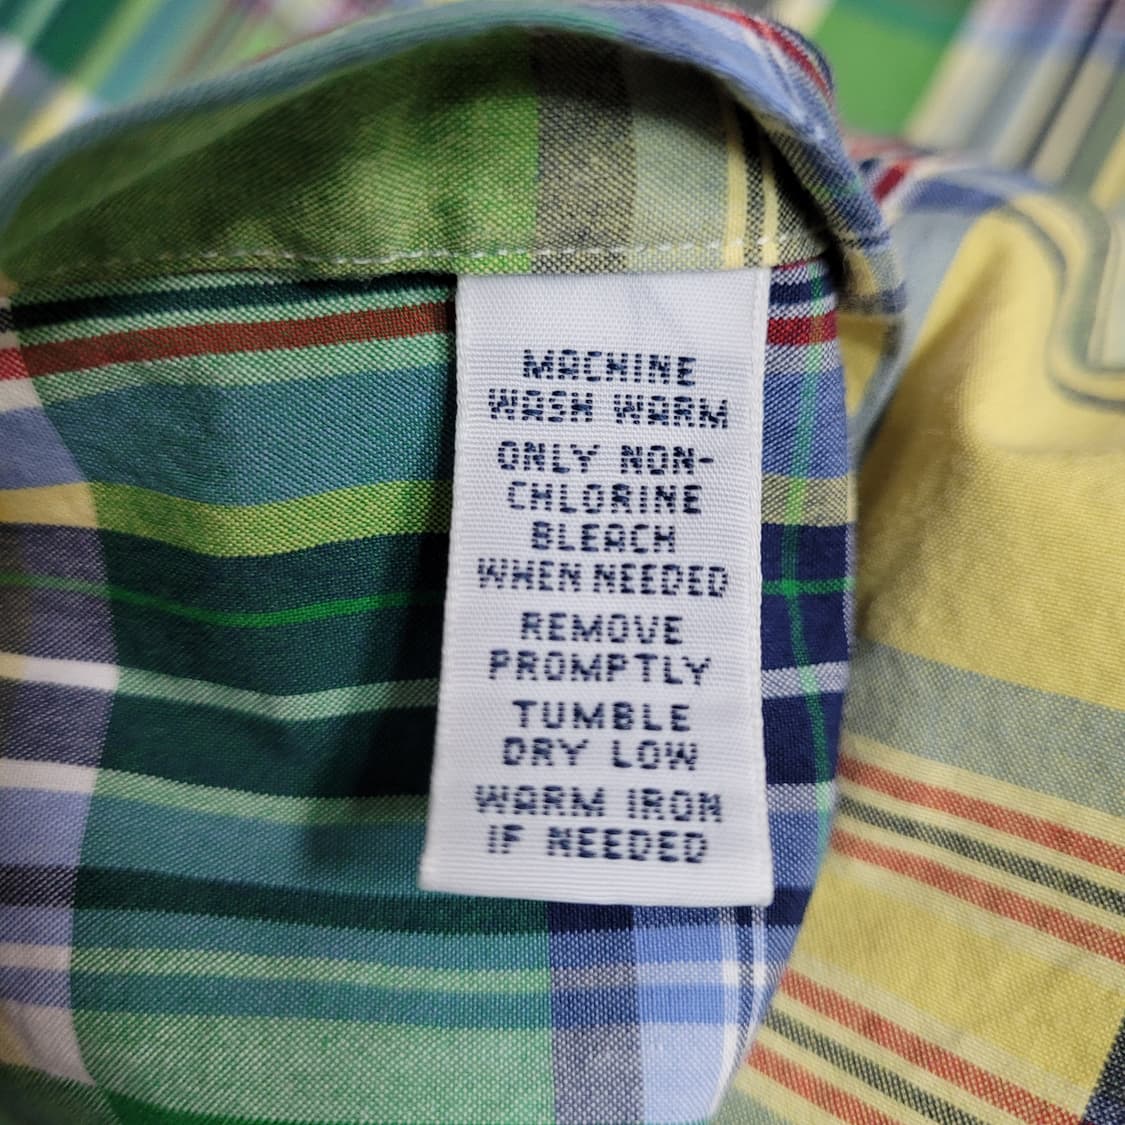 MACHINE
WASH WARM
ONLY NON-
CHLORINE
BLEACH
WHEN NEEDED
REMOVE
PROMPTLY
TUMBLE
DRY LOW
WARM IRON
IF NEEDED